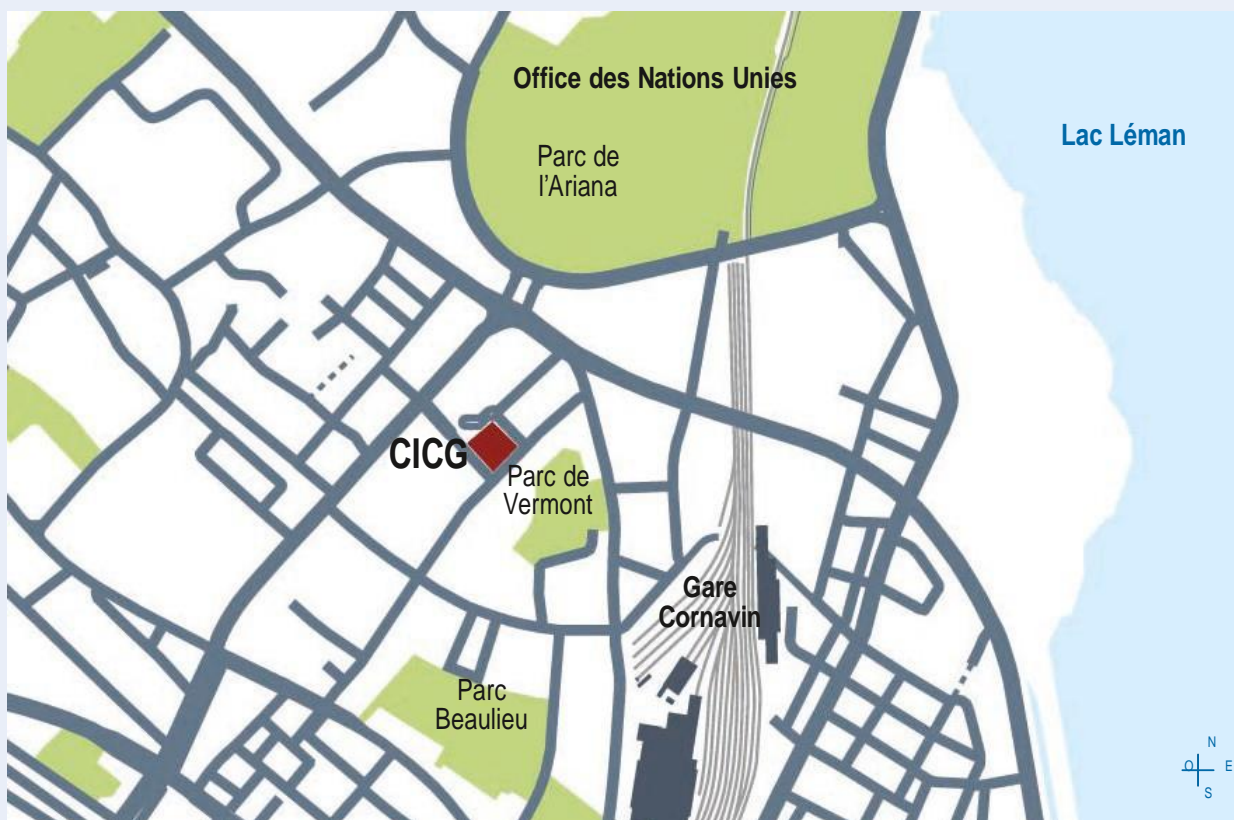 Office des Nations Unies
Lac Léman
Parc de
l'Ariana
CICG
Parc de
Vermont
Gare
Cornavin
Parc
Beaulieu
N
O E
S